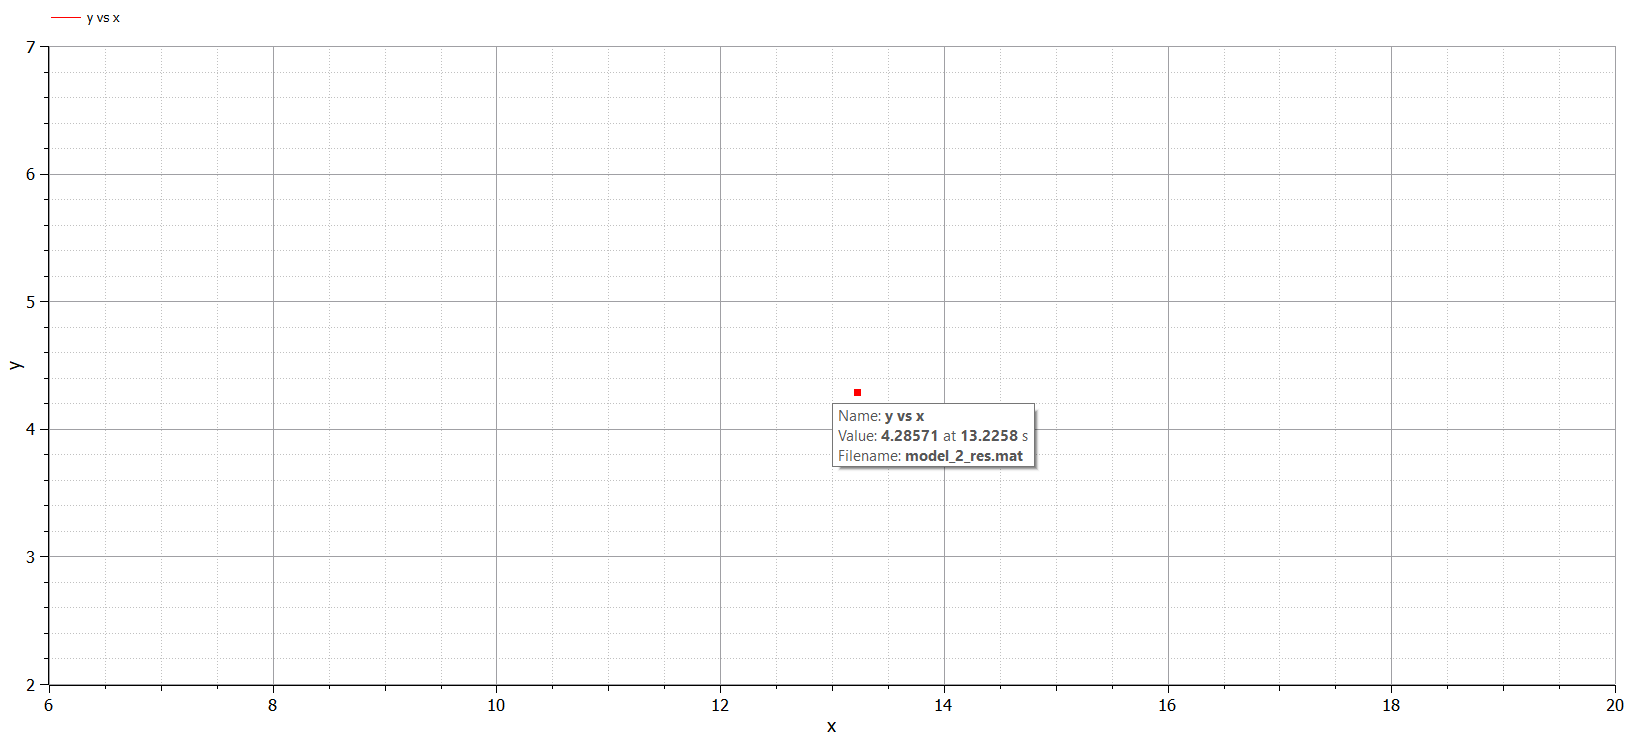 y vs x
7
6
5
4
3
2
y
Name: y vs x
Value: 4.28571 at 13.2258 s
Filename: model_2_res.mat
6 8 10 12 14 16 18 20
x